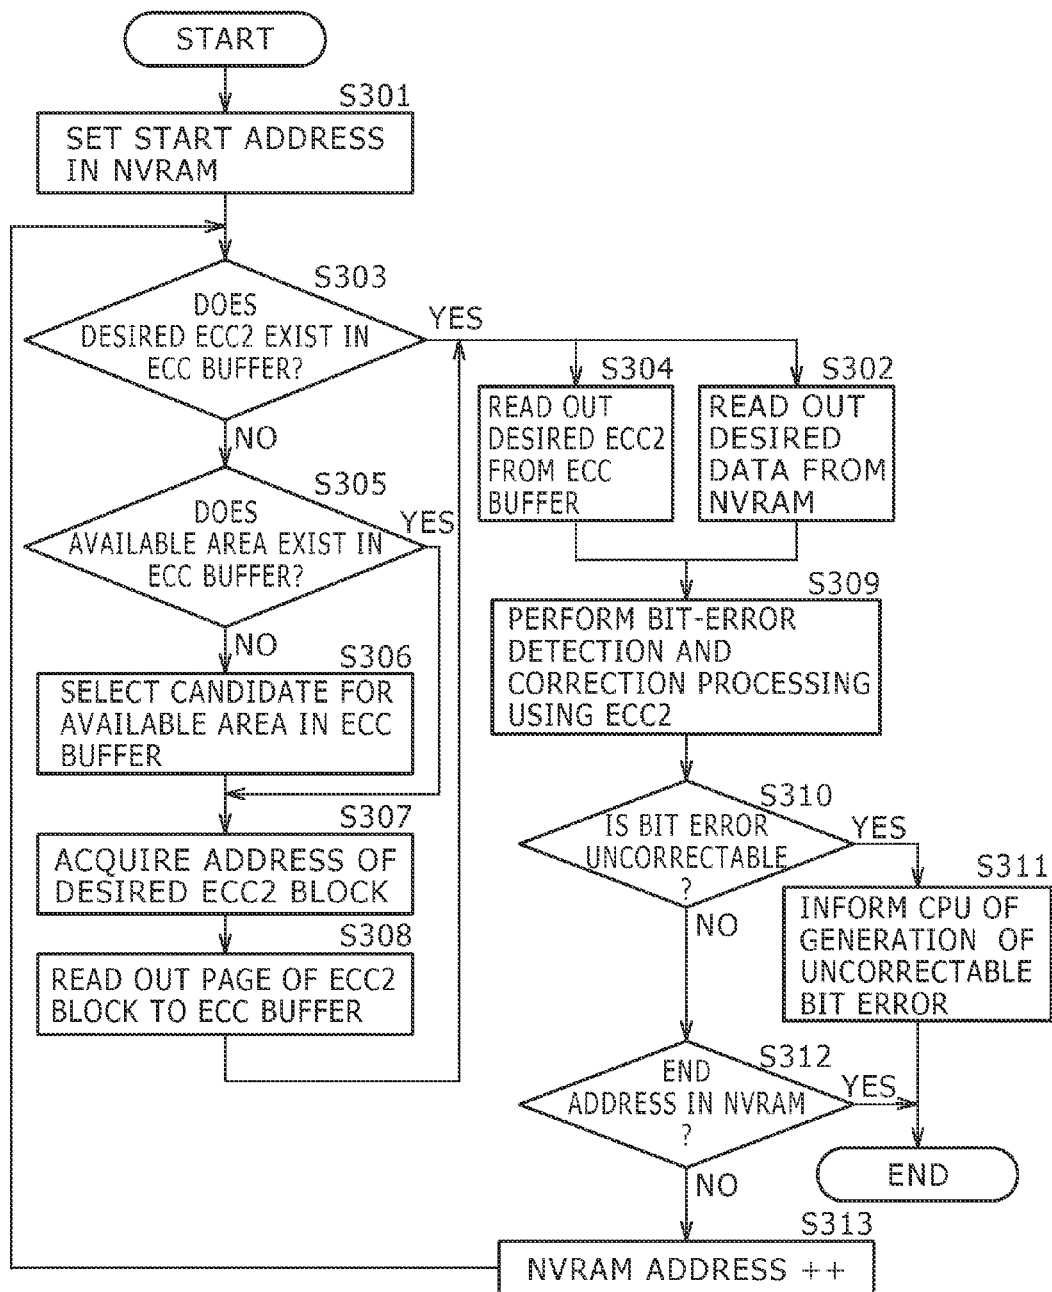 START
S301
SET START ADDRESS
IN NVRAM
S303
DOES
DESIRED ECC2 EXIST IN
ECC BUFFER?
YES
NO
S304
READ OUT
DESIRED ECC2
FROM ECC
BUFFER
S302
READ OUT
DESIRED
DATA FROM
NVRAM
S305
DOES
AVAILABLE AREA EXIST IN
ECC BUFFER?
YES
NO
S306
SELECT CANDIDATE FOR
AVAILABLE AREA IN ECC
BUFFER
S307
ACQUIRE ADDRESS OF
DESIRED ECC2 BLOCK
S308
READ OUT PAGE OF ECC2
BLOCK TO ECC BUFFER
S309
PERFORM BIT-ERROR
DETECTION AND
CORRECTION PROCESSING
USING ECC2
S310
IS BIT ERROR
UNCORRECTABLE
?
YES
NO
S311
INFORM CPU OF
GENERATION OF
UNCORRECTABLE
BIT ERROR
S312
END
ADDRESS IN NVRAM
?
YES
NO
END
S313
NVRAM ADDRESS ++